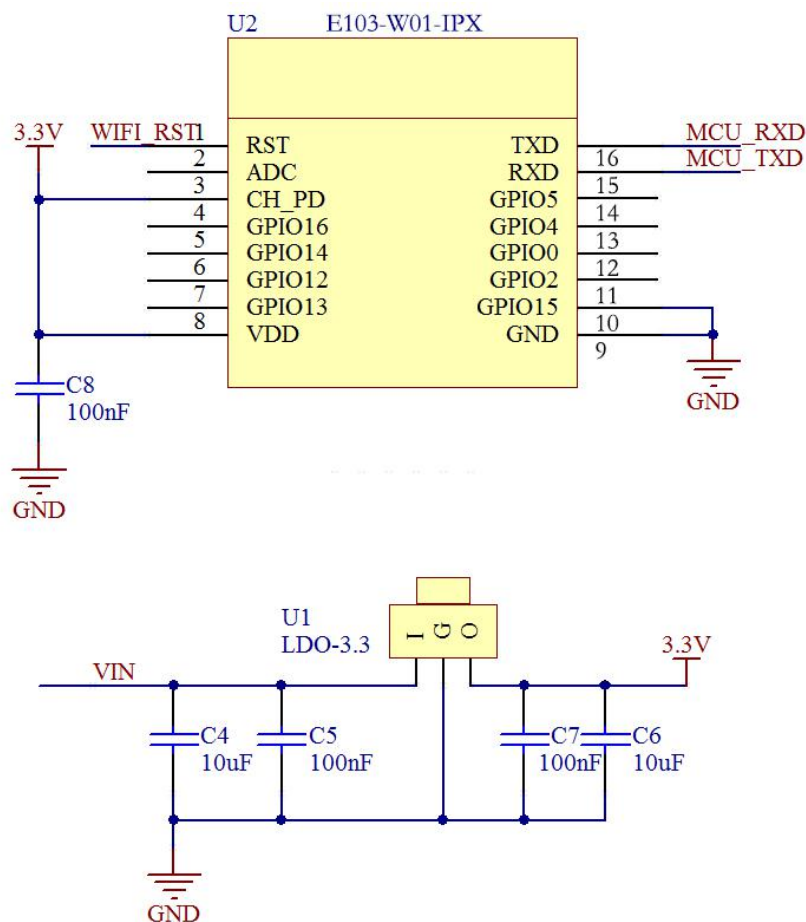 U2 E103-W01-IPX
3.3V WIFI_RST 1 RST TXD MCU_RXD
2 ADC 16 RXD MCU_TXD
3 CH_PD 15 GPIO5
4 GPIO16 14 GPIO4
5 GPIO14 13 GPIO0
6 GPIO12 12 GPIO2
7 GPIO13 11 GPIO15
8 VDD 10 GND
9
C8
100nF
GND
GND
U1
LDO-3.3
I G O
VIN
3.3V
C4 C5 C7 C6
10uF 100nF 100nF 10uF
GND